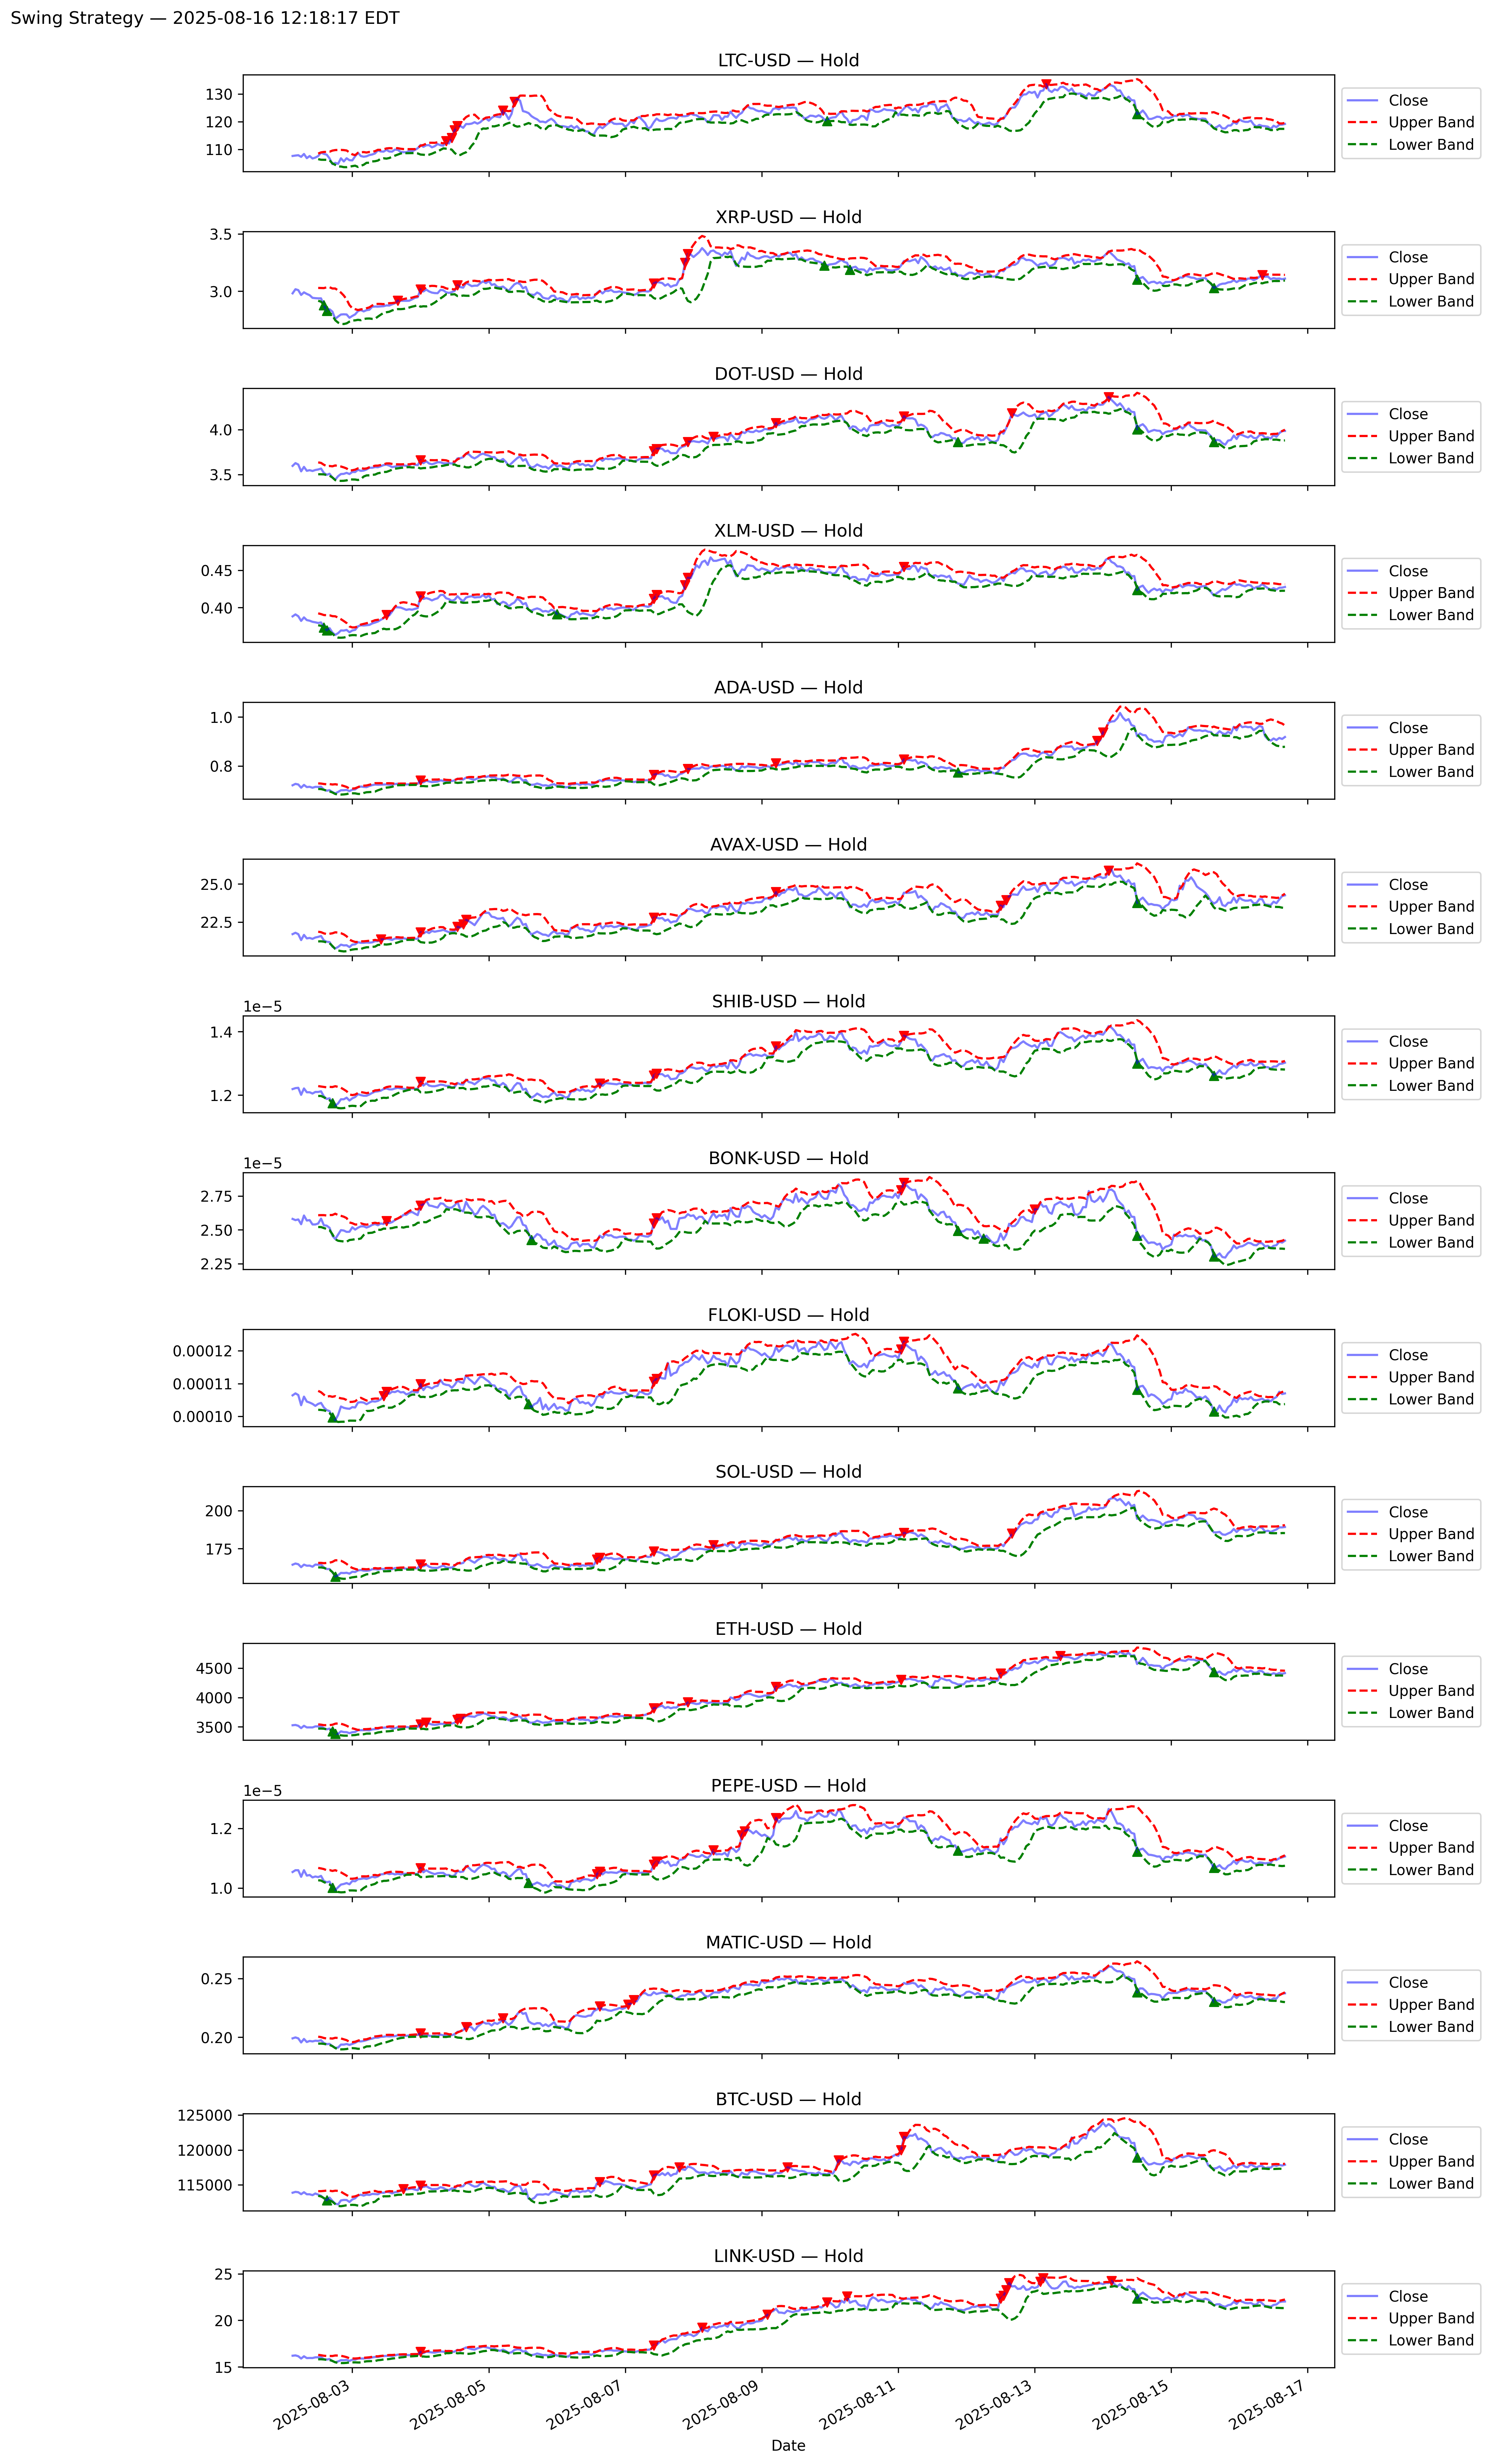 Swing Strategy — 2025-08-16 12:18:17 EDT
LTC-USD — Hold
130
120
110
Close
Upper Band
Lower Band
XRP-USD — Hold
3.5
3.0
Close
Upper Band
Lower Band
DOT-USD — Hold
4.0
3.5
Close
Upper Band
Lower Band
XLM-USD — Hold
0.45
0.40
Close
Upper Band
Lower Band
ADA-USD — Hold
1.0
0.8
Close
Upper Band
Lower Band
AVAX-USD — Hold
25.0
22.5
Close
Upper Band
Lower Band
SHIB-USD — Hold
1e−5
1.4
1.2
Close
Upper Band
Lower Band
BONK-USD — Hold
1e−5
2.75
2.50
2.25
Close
Upper Band
Lower Band
FLOKI-USD — Hold
0.00012
0.00011
0.00010
Close
Upper Band
Lower Band
SOL-USD — Hold
200
175
Close
Upper Band
Lower Band
ETH-USD — Hold
4500
4000
3500
Close
Upper Band
Lower Band
PEPE-USD — Hold
1e−5
1.2
1.0
Close
Upper Band
Lower Band
MATIC-USD — Hold
0.25
0.20
Close
Upper Band
Lower Band
BTC-USD — Hold
125000
120000
115000
Close
Upper Band
Lower Band
LINK-USD — Hold
25
20
15
Close
Upper Band
Lower Band
2025-08-03
2025-08-05
2025-08-07
2025-08-09
2025-08-11
2025-08-13
2025-08-15
2025-08-17
Date